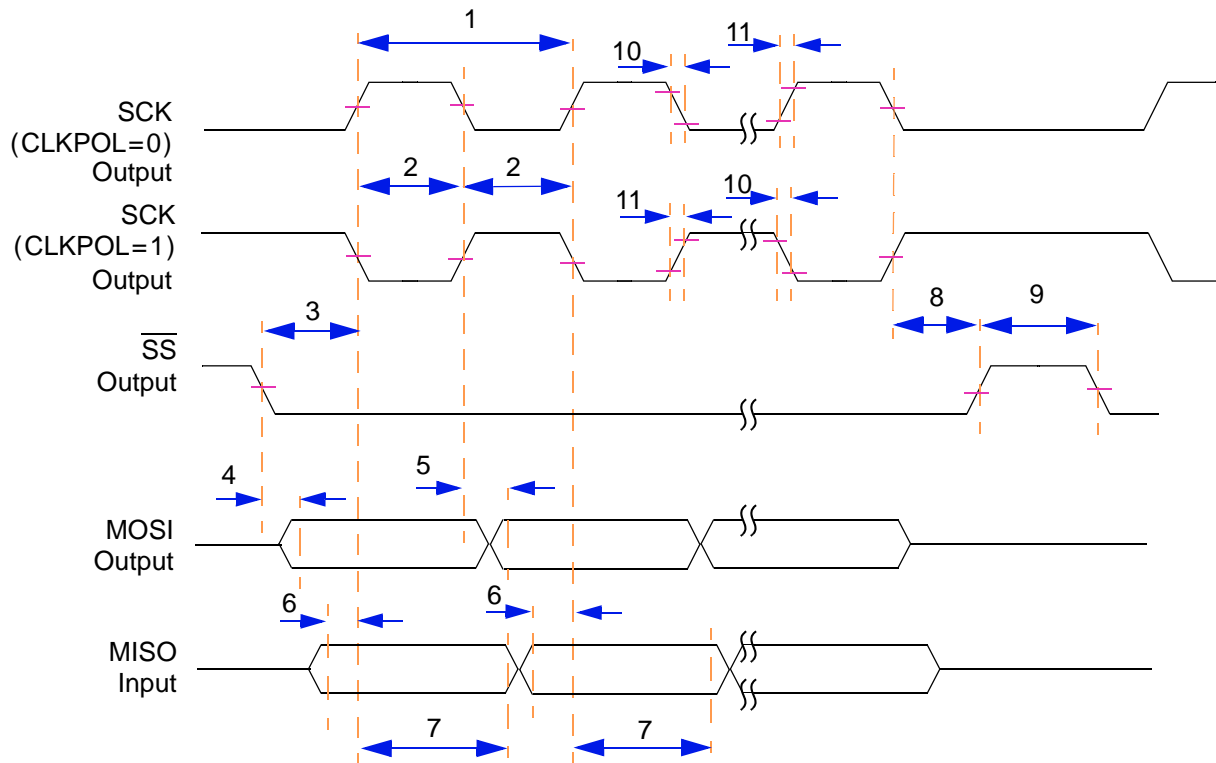 1
10
11
SCK
(CLKPOL=0)
Output
2
2
SCK
(CLKPOL=1)
Output
11
10
3
8
9
SS
Output
4
5
MOSI
Output
6
6
MISO
Input
7
7